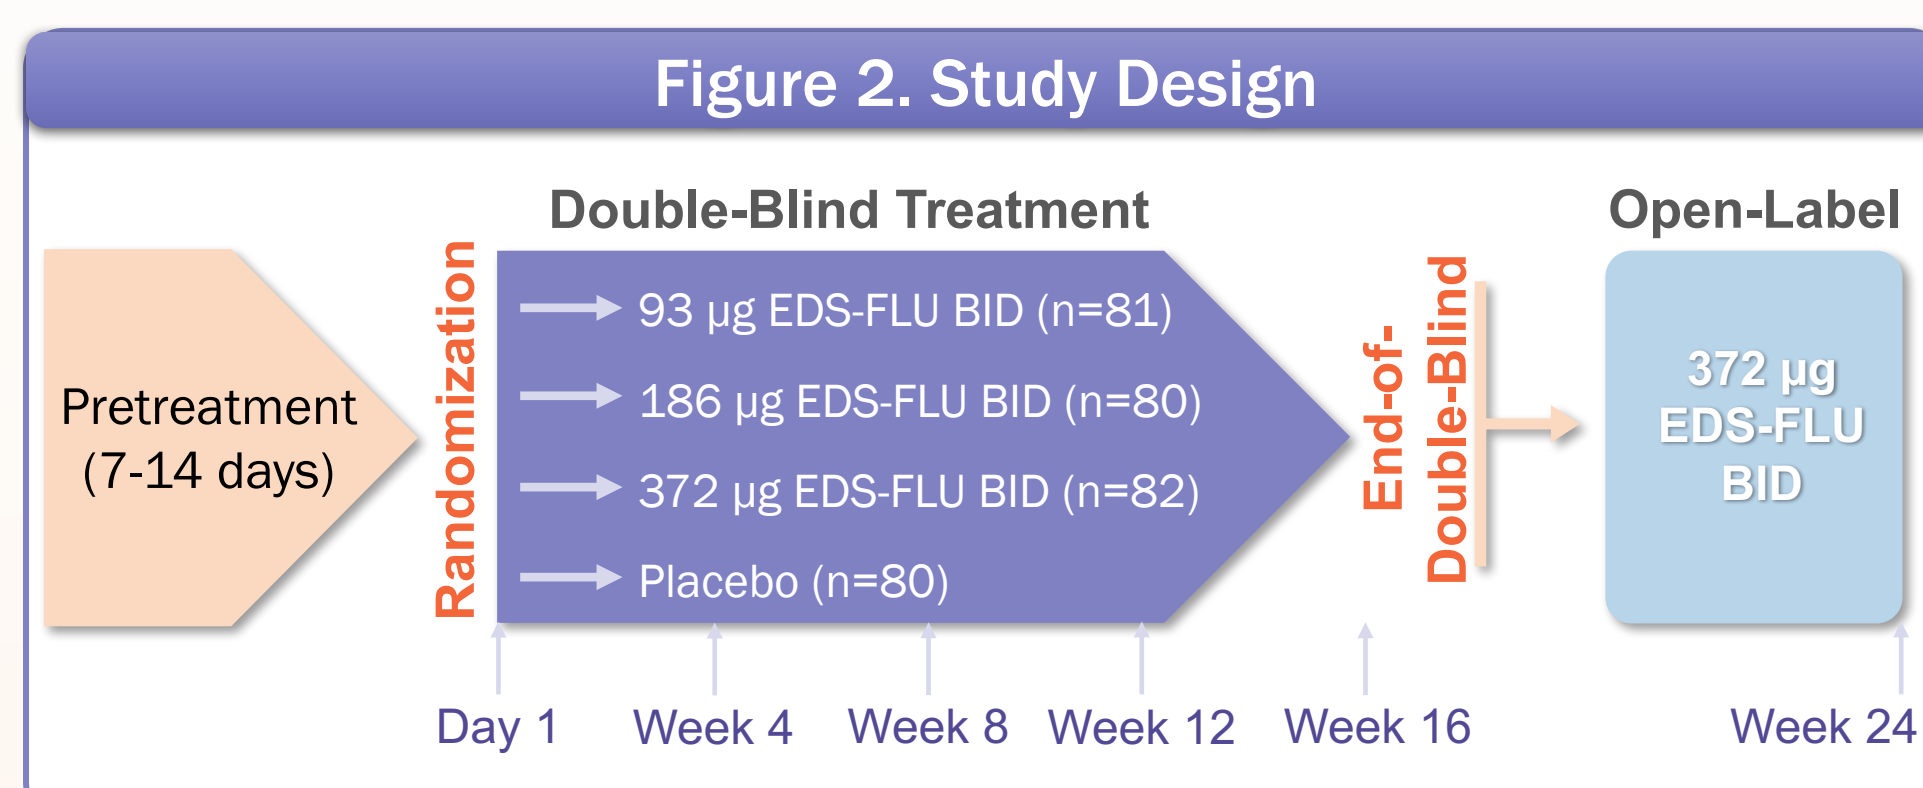 Figure 2. Study Design
Double-Blind Treatment
Open-Label
Pretreatment
(7-14 days)
Randomization
93 µg EDS-FLU BID (n=81)
186 µg EDS-FLU BID (n=80)
372 µg EDS-FLU BID (n=82)
Placebo (n=80)
End-of-
Double-Blind
372 µg
EDS-FLU
BID
Day 1
Week 4
Week 8
Week 12
Week 16
Week 24